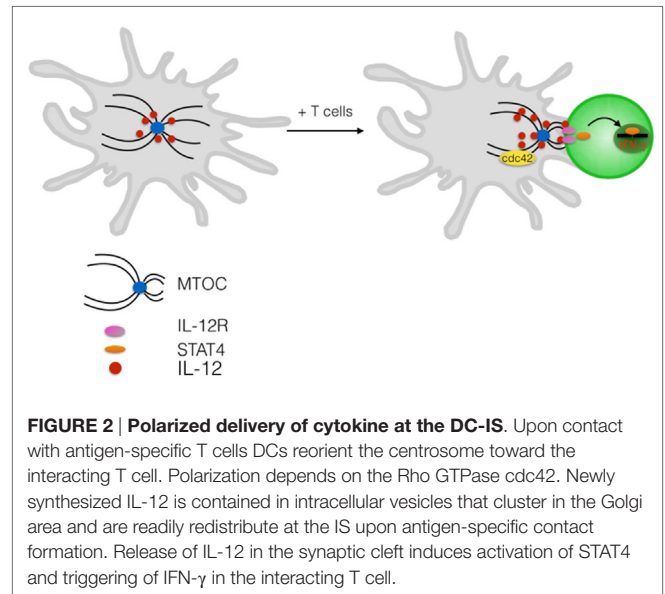 + T cells
cdc42
IFN-γ
MTOC
IL-12R
STAT4
IL-12
FIGURE 2 | Polarized delivery of cytokine at the DC-IS. Upon contact
with antigen-specific T cells DCs reorient the centrosome toward the
interacting T cell. Polarization depends on the Rho GTPase cdc42. Newly
synthesized IL-12 is contained in intracellular vesicles that cluster in the Golgi
area and are readily redistribute at the IS upon antigen-specific contact
formation. Release of IL-12 in the synaptic cleft induces activation of STAT4
and triggering of IFN-γ in the interacting T cell.